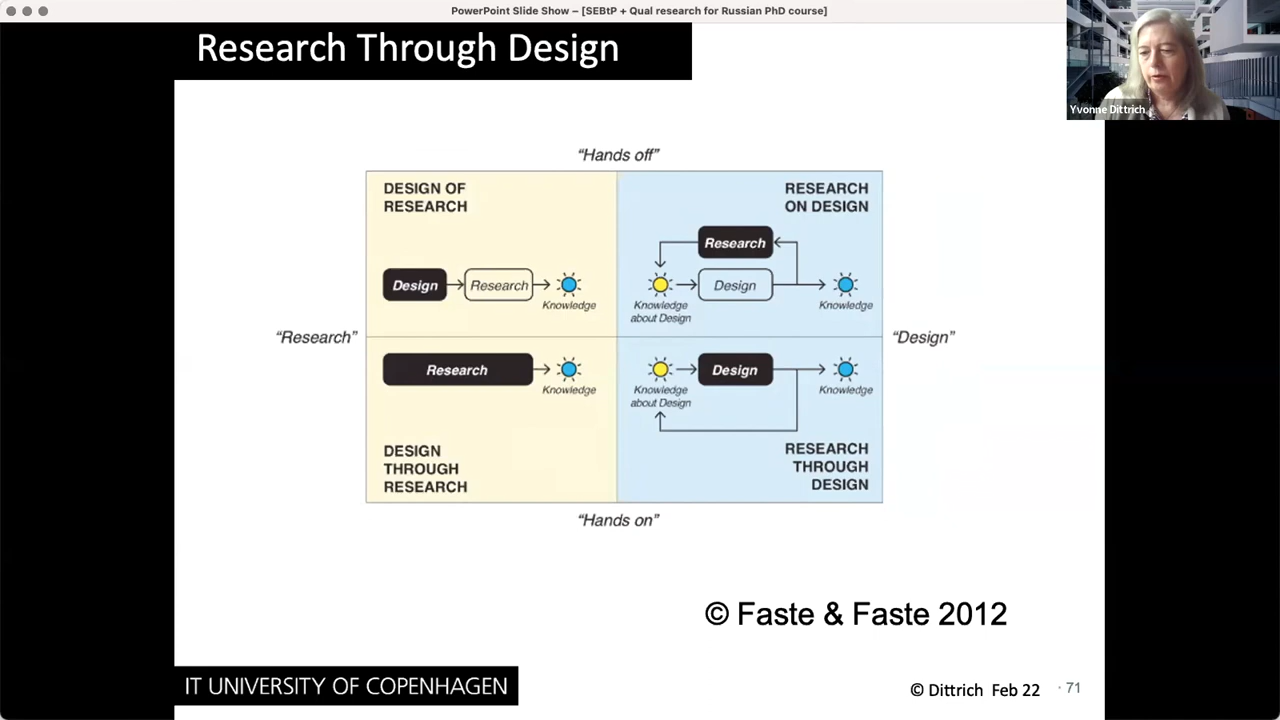 PowerPoint Slide Show – [SEBtP + Qual research for Russian PhD course]
Research Through Design
Yvonne Dittrich
“Hands off”
DESIGN OF
RESEARCH
RESEARCH
ON DESIGN
Research
Design
Research
Knowledge
Knowledge
about Design
Design
Knowledge
“Research”
“Design”
Research
Knowledge
Knowledge
about Design
Design
Knowledge
DESIGN
THROUGH
RESEARCH
RESEARCH
THROUGH
DESIGN
“Hands on”
© Faste & Faste 2012
IT UNIVERSITY OF COPENHAGEN
© Dittrich Feb 22
· 71